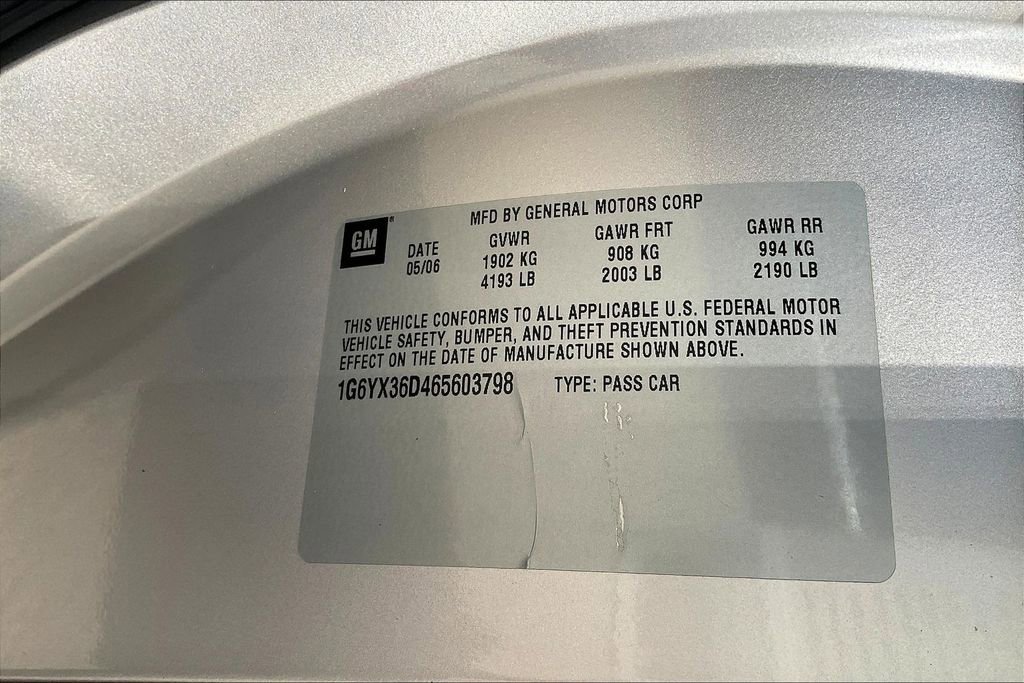 MFD BY GENERAL MOTORS CORP
GM®
DATE GVWR GAWR FRT GAWR RR
05/06 1902 KG 908 KG 994 KG
4193 LB 2003 LB 2190 LB
THIS VEHICLE CONFORMS TO ALL APPLICABLE U.S. FEDERAL MOTOR
VEHICLE SAFETY, BUMPER, AND THEFT PREVENTION STANDARDS IN
EFFECT ON THE DATE OF MANUFACTURE SHOWN ABOVE.
1G6YX36D465603798 TYPE: PASS CAR